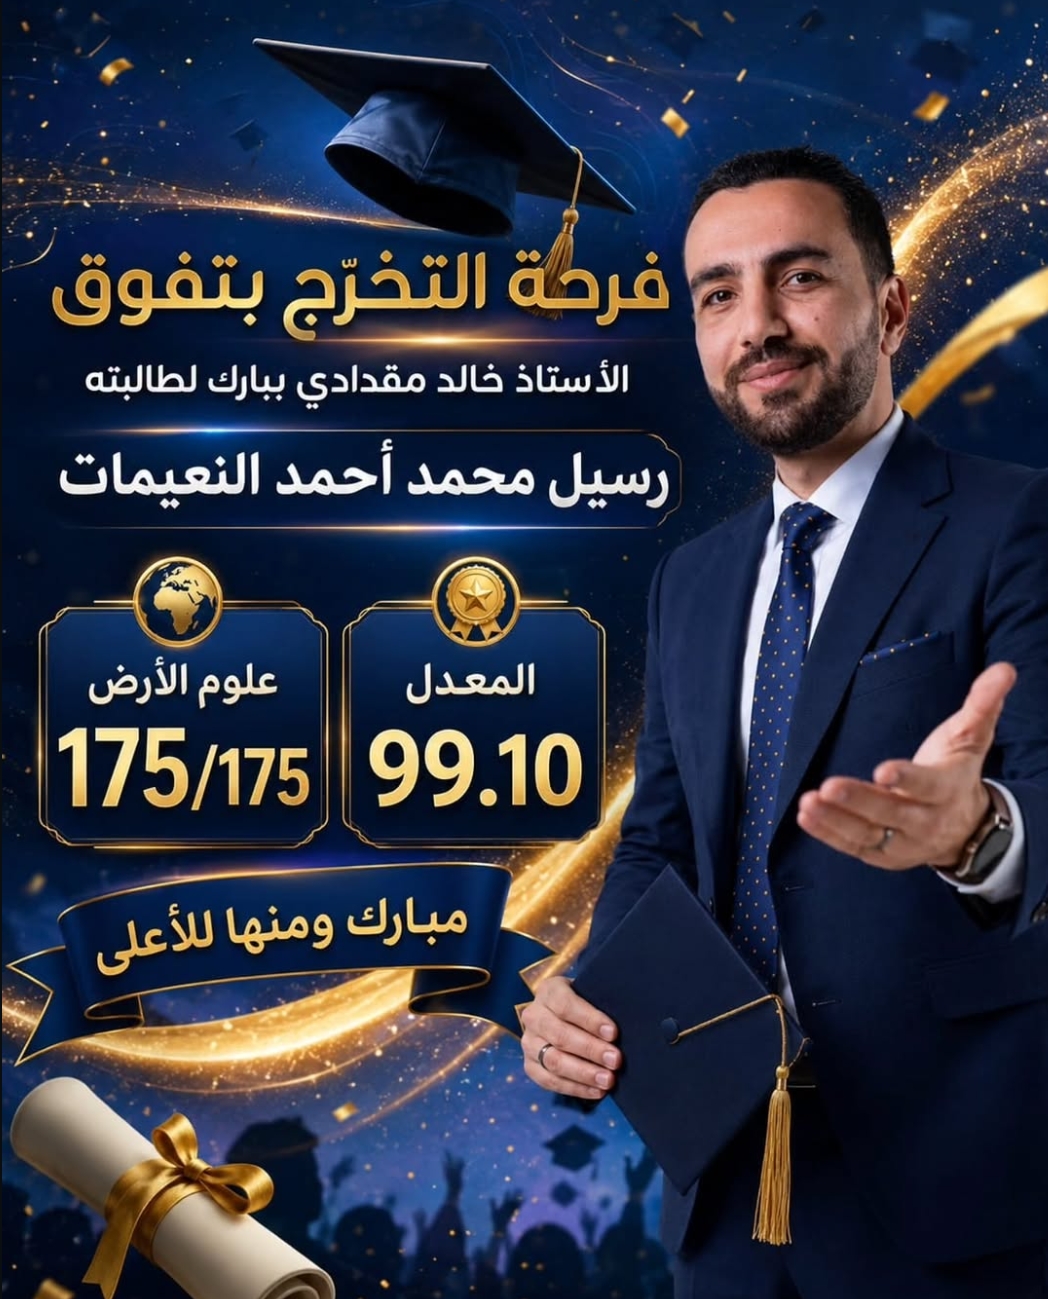 فرحة التخرّج بتفوق
الأستاذ خالد مقدادي ببارك لطالبته
رسيل محمد أحمد النعيمات
المعدل
99.10
علوم الأرض
175/175
مبارك ومنها للأعلى